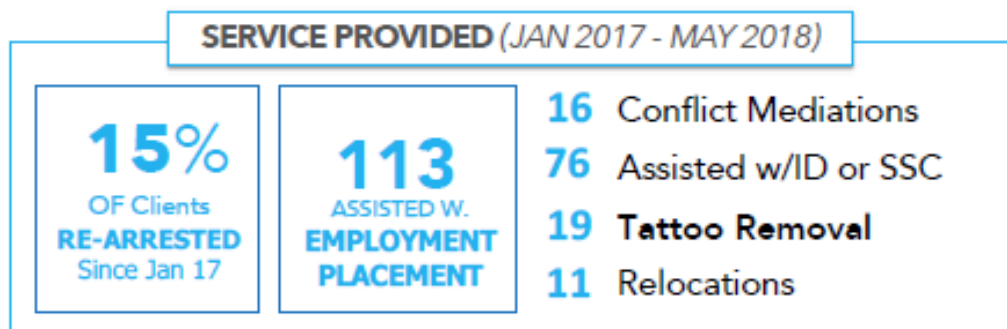 SERVICE PROVIDED (JAN 2017 - MAY 2018)
15%
OF Clients
RE-ARRESTED
Since Jan 17
113
ASSISTED W.
EMPLOYMENT
PLACEMENT
16 Conflict Mediations
76 Assisted w/ID or SSC
19 Tattoo Removal
11 Relocations